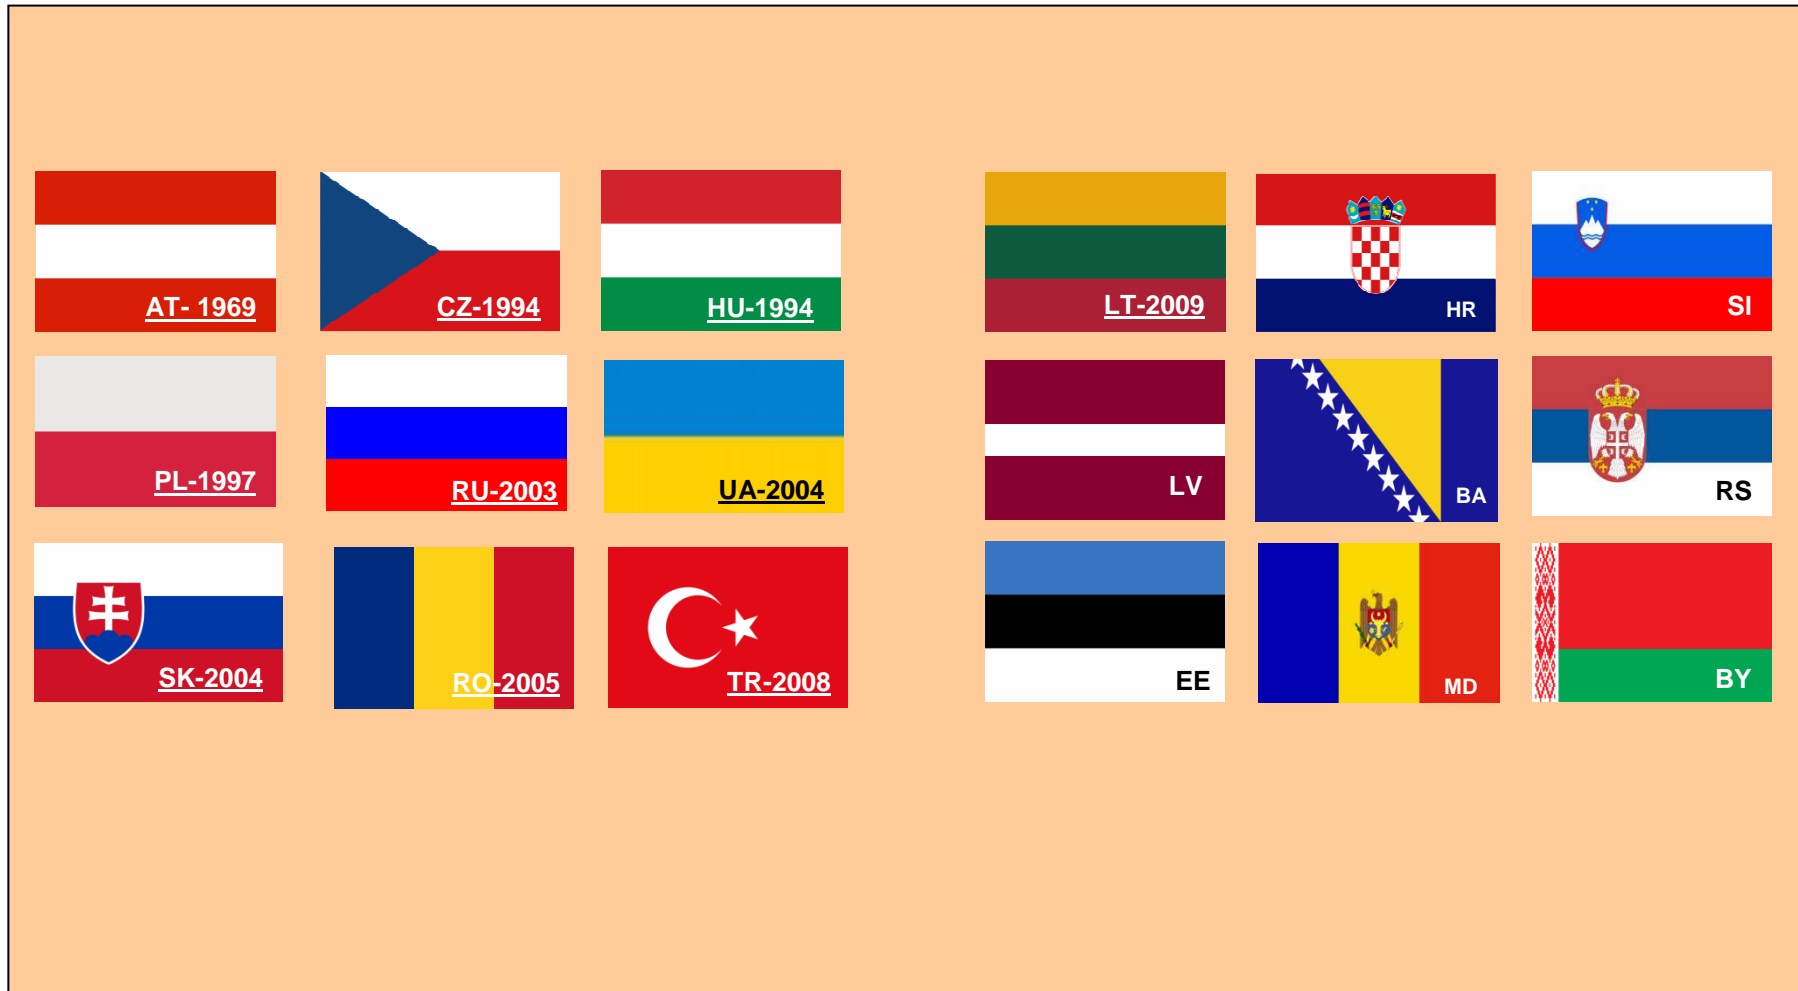 AT- 1969
CZ-1994
HU-1994
LT-2009
HR
SI
PL-1997
RU-2003
UA-2004
LV
BA
RS
SK-2004
RO-2005
TR-2008
EE
MD
BY